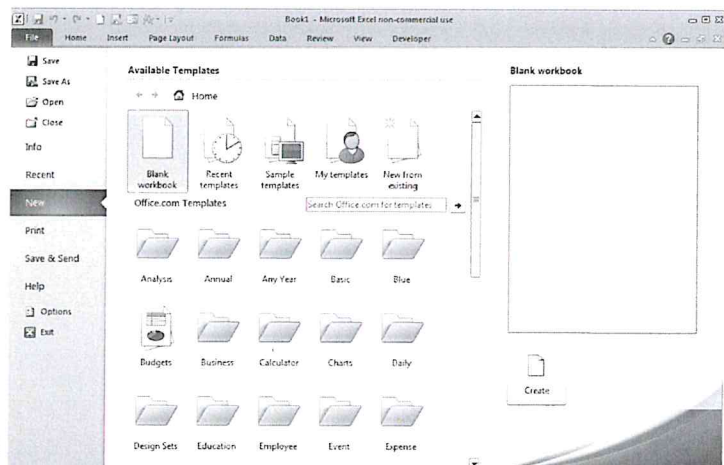 Book1 - Microsoft Excel non-commercial use
File Home Insert Page Layout Formulas Data Review View Developer
Save
Save As
Open
Close
Info
Recent
New
Print
Save & Send
Help
Options
Exit
Available Templates
Home
Blank workbook
Recent templates
Sample templates
My templates
New from existing
Office.com Templates
Search Office.com for templates
Analysis
Annual
Any Year
Basic
Blue
Budgets
Business
Calculator
Charts
Daily
Design Sets
Education
Employee
Event
Expense
Blank workbook
Create